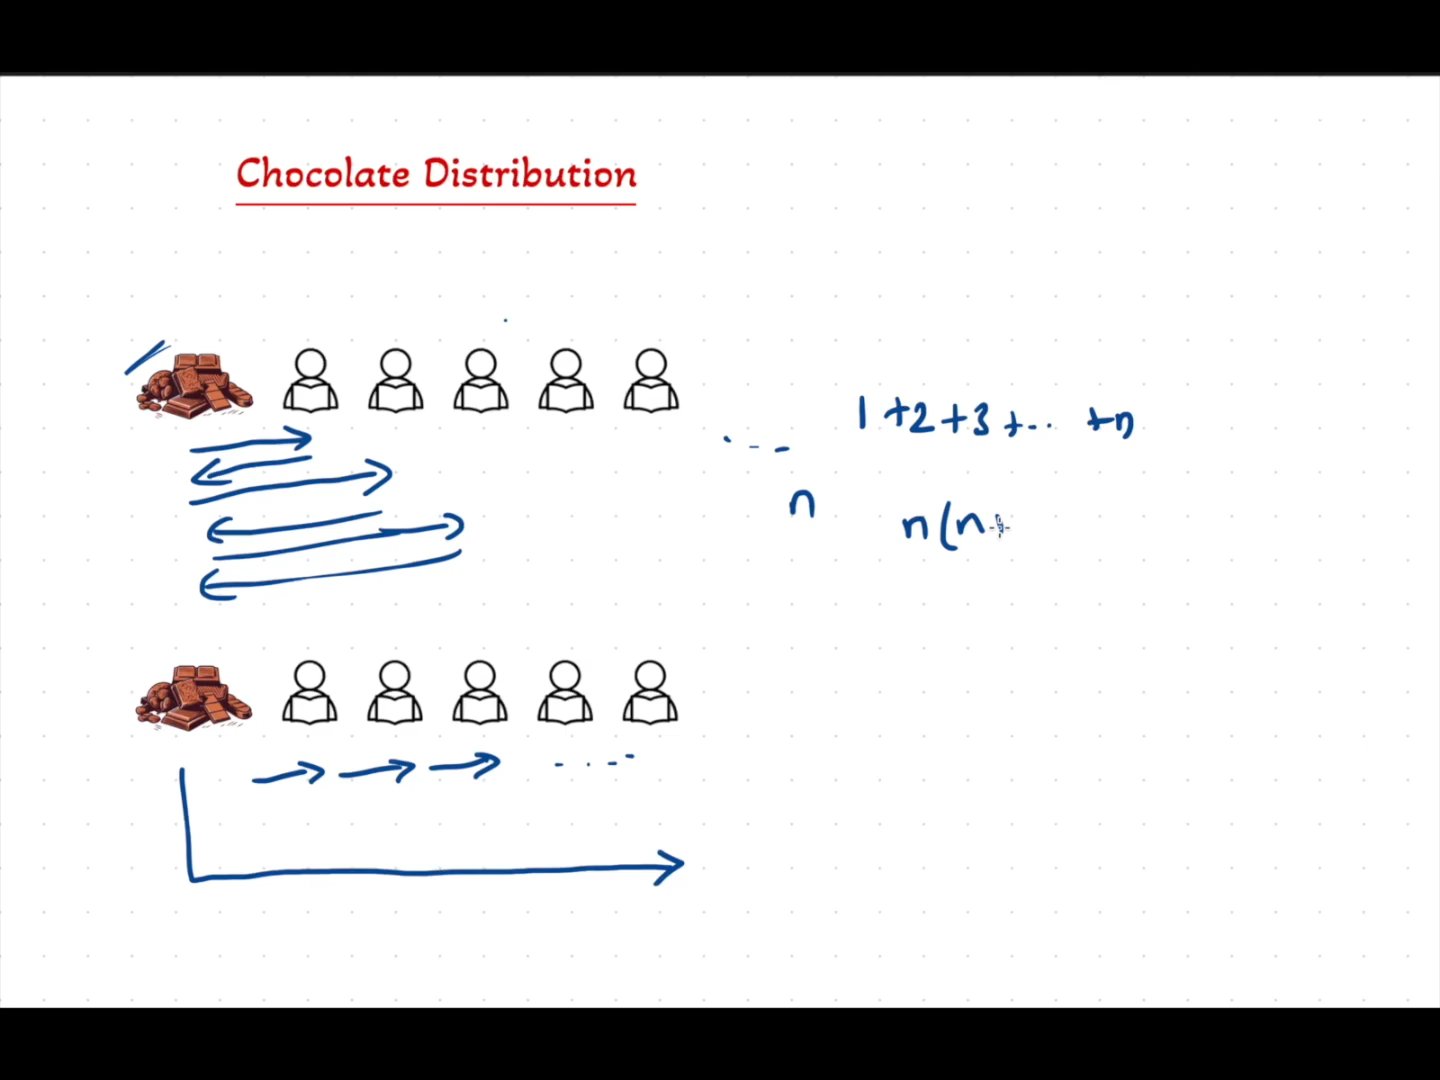 Chocolate Distribution
1 + 2 + 3 + .. +n
n
n(n+